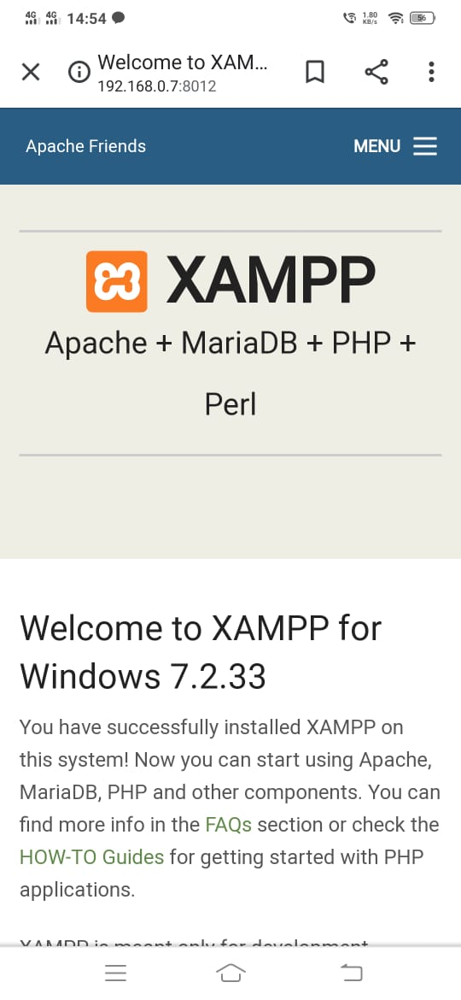 4G 4G 14:54 1.80 KB/s 56
Welcome to XAM...
192.168.0.7:8012
Apache Friends MENU
XAMPP
Apache + MariaDB + PHP +
Perl
Welcome to XAMPP for
Windows 7.2.33
You have successfully installed XAMPP on
this system! Now you can start using Apache,
MariaDB, PHP and other components. You can
find more info in the FAQs section or check the
HOW-TO Guides for getting started with PHP
applications.
XAMPP is meant only for development